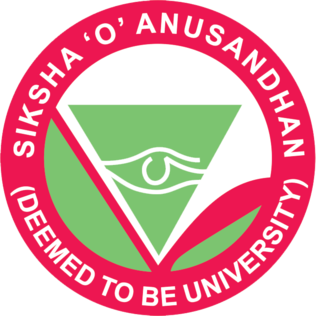 SIKSHA 'O' ANUSANDHAN
(DEEMED TO BE UNIVERSITY)